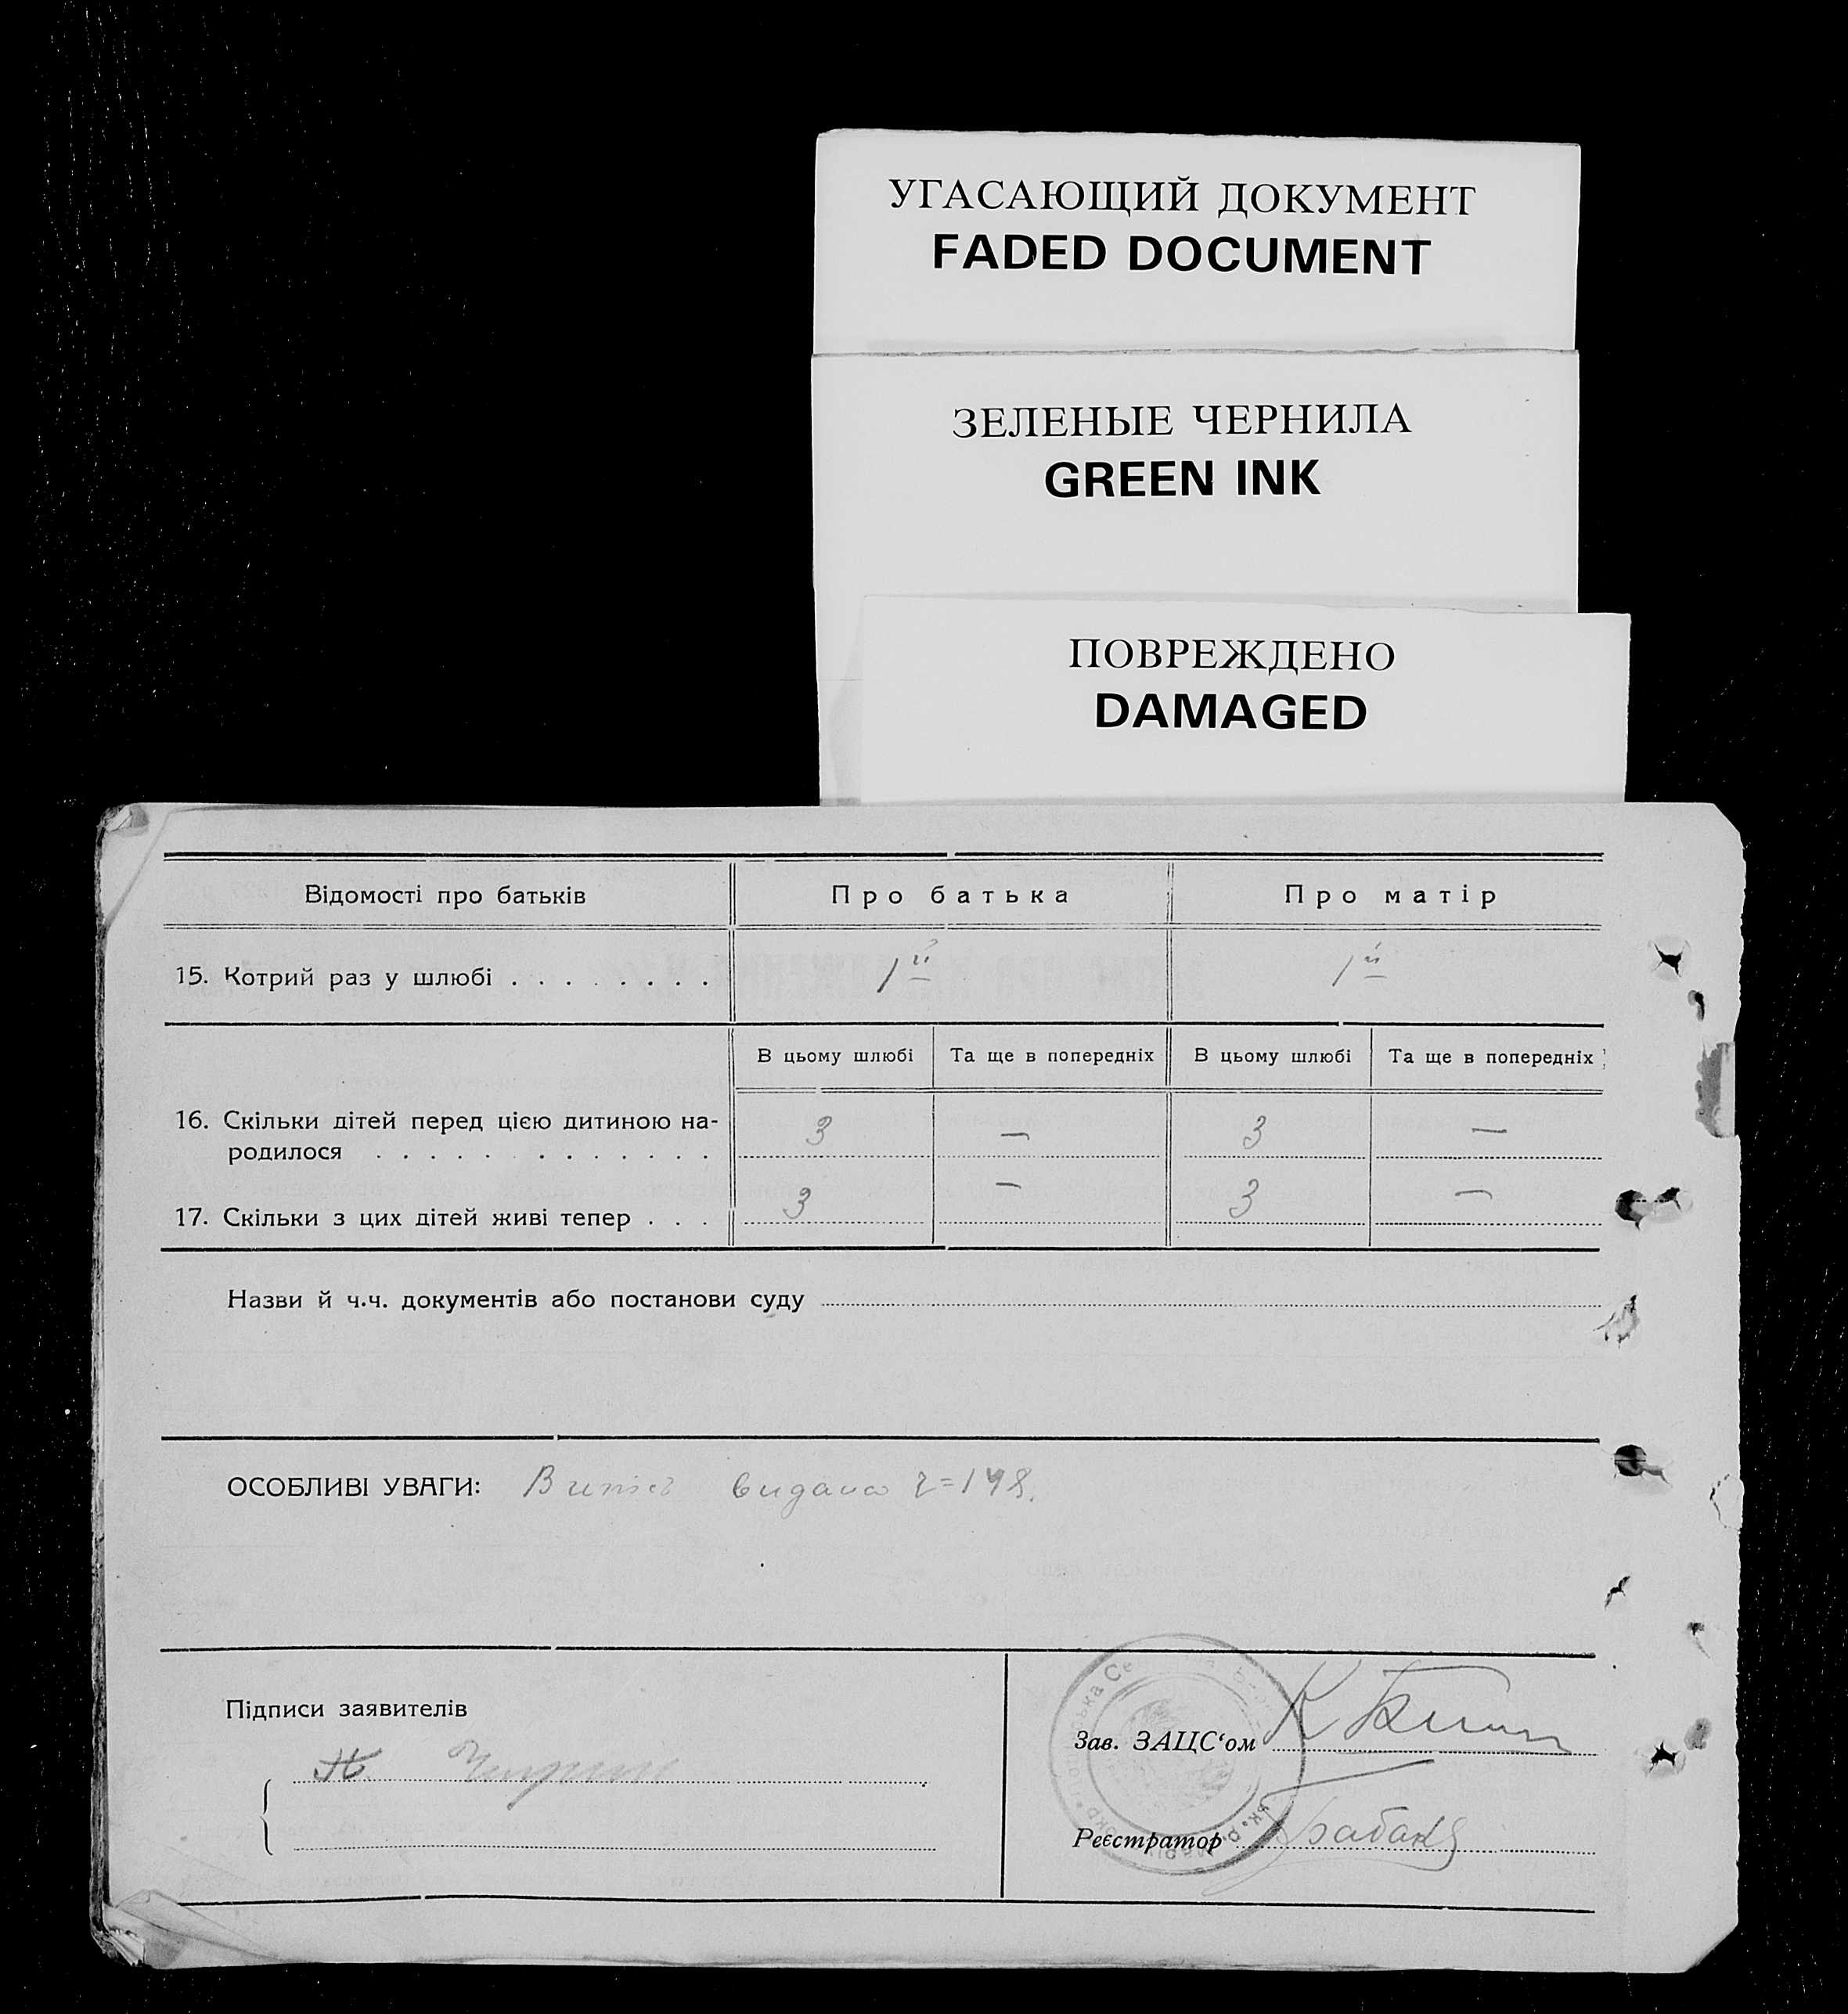 УГАСАЮЩИЙ ДОКУМЕНТ
FADED DOCUMENT
ЗЕЛЕНЫЕ ЧЕРНИЛА
GREEN INK
ПОВРЕЖДЕНО
DAMAGED
Відомості про батьків Про батька Про матір
15. Котрий раз у шлюбі . . . . . . . . 1й 1й
В цьому шлюбі Та ще в попередніх В цьому шлюбі Та ще в попередніх
16. Скільки дітей перед цією дитиною на-
родилося . . . . . . . . . . . . . 3 — 3 —
17. Скільки з цих дітей живі тепер . . . 3 — 3 —
Назви й ч.ч. документів або постанови суду
ОСОБЛИВІ УВАГИ: видано
Підписи заявителів
Зав. ЗАЦС‘ом К
Реєстратор